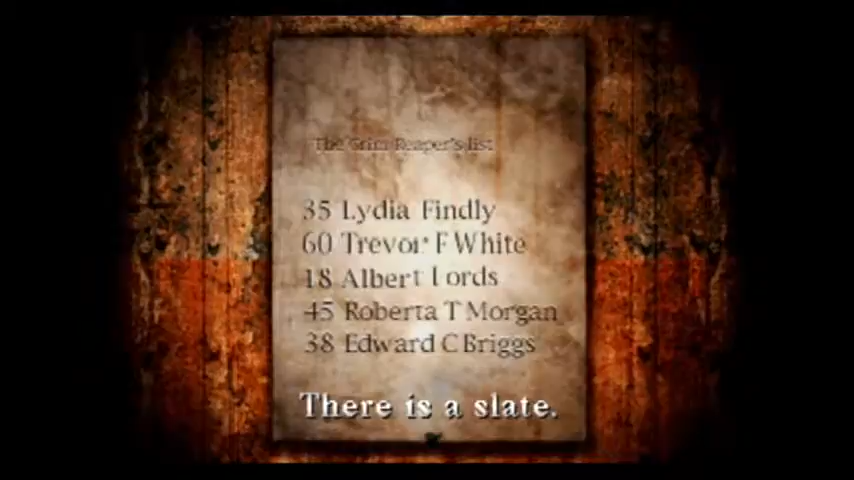 The Grim Reaper's list
35 Lydia Findly
60 Trevor F White
18 Albert Lords
45 Roberta T Morgan
38 Edward C Briggs
There is a slate.